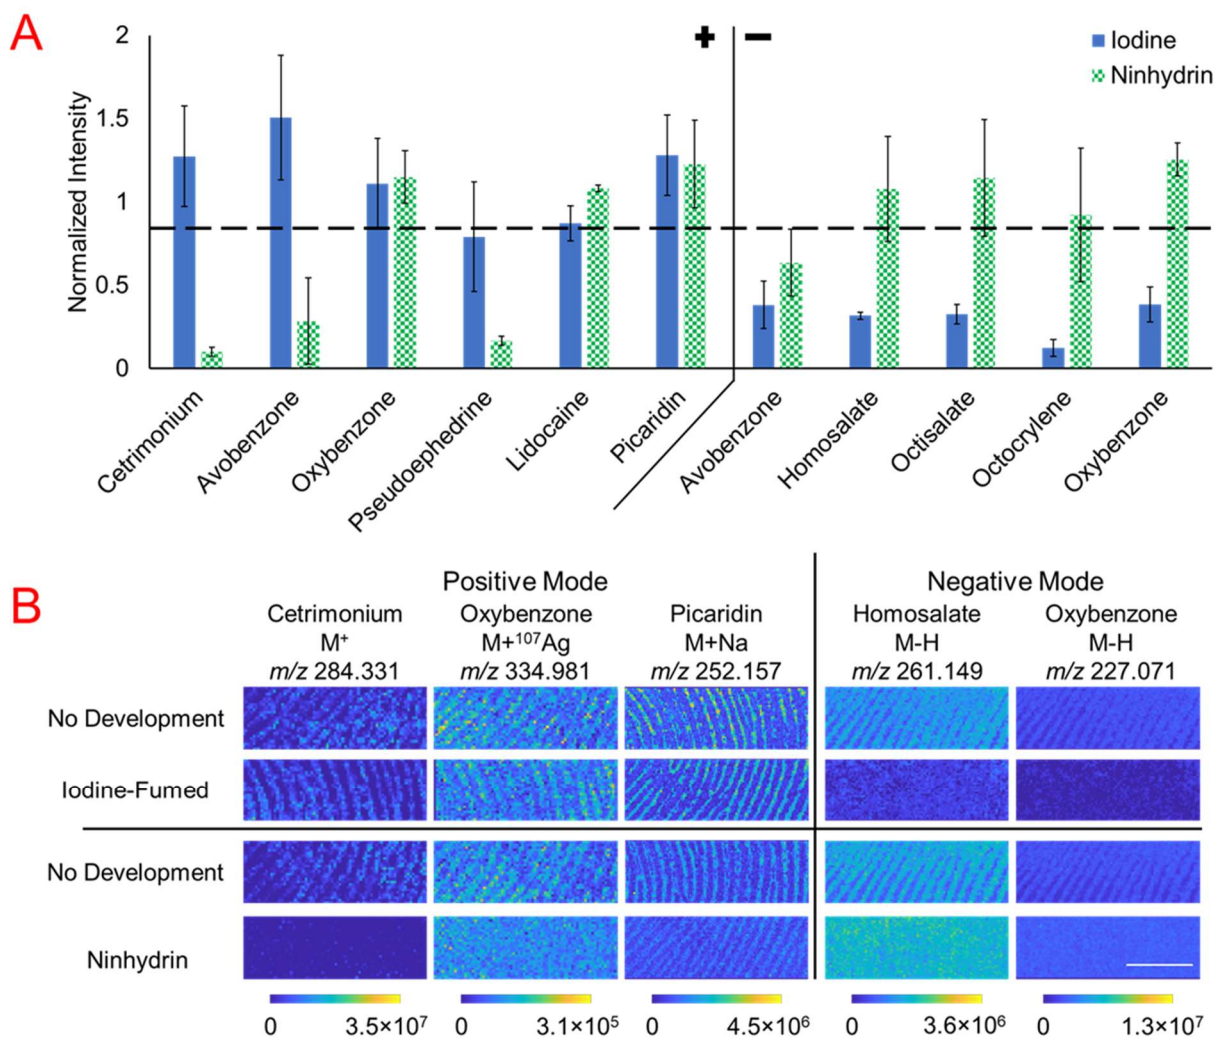 A
2
1.5
1
0.5
0
Normalized Intensity
+ −
Iodine
Ninhydrin
Cetrimonium
Avobenzone
Oxybenzone
Pseudoephedrine
Lidocaine
Picaridin
Avobenzone
Homosalate
Octisalate
Octocrylene
Oxybenzone
B
Positive Mode
Negative Mode
Cetrimonium
M⁺
m/z 284.331
Oxybenzone
M+¹⁰⁷Ag
m/z 334.981
Picaridin
M+Na
m/z 252.157
Homosalate
M-H
m/z 261.149
Oxybenzone
M-H
m/z 227.071
No Development
Iodine-Fumed
No Development
Ninhydrin
0 3.5×10⁷
0 3.1×10⁵
0 4.5×10⁶
0 3.6×10⁶
0 1.3×10⁷